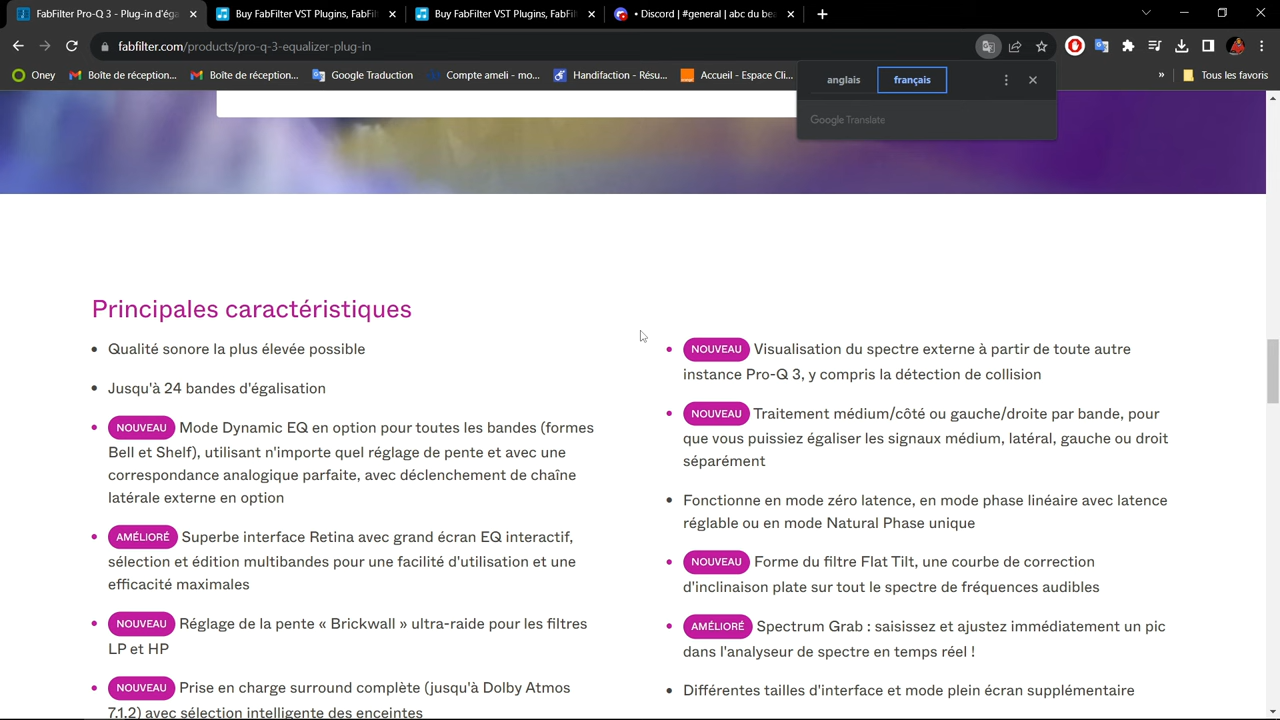 FabFilter Pro-Q 3 - Plug-in d'éga
Buy FabFilter VST Plugins, FabFi
Buy FabFilter VST Plugins, FabFi
• Discord | #general | abc du bea
fabfilter.com/products/pro-q-3-equalizer-plug-in
Oney
Boîte de réception...
Boîte de réception...
Google Traduction
Compte ameli - mo...
Handifaction - Résu...
Accueil - Espace Cli...
»
Tous les favoris
anglais
français
Google Translate
Principales caractéristiques
• Qualité sonore la plus élevée possible
• Jusqu'à 24 bandes d'égalisation
• NOUVEAU Mode Dynamic EQ en option pour toutes les bandes (formes
Bell et Shelf), utilisant n'importe quel réglage de pente et avec une
correspondance analogique parfaite, avec déclenchement de chaîne
latérale externe en option
• AMÉLIORÉ Superbe interface Retina avec grand écran EQ interactif,
sélection et édition multibandes pour une facilité d'utilisation et une
efficacité maximales
• NOUVEAU Réglage de la pente « Brickwall » ultra-raide pour les filtres
LP et HP
• NOUVEAU Prise en charge surround complète (jusqu'à Dolby Atmos
7.1.2) avec sélection intelligente des enceintes
• NOUVEAU Visualisation du spectre externe à partir de toute autre
instance Pro-Q 3, y compris la détection de collision
• NOUVEAU Traitement médium/côté ou gauche/droite par bande, pour
que vous puissiez égaliser les signaux médium, latéral, gauche ou droit
séparément
• Fonctionne en mode zéro latence, en mode phase linéaire avec latence
réglable ou en mode Natural Phase unique
• NOUVEAU Forme du filtre Flat Tilt, une courbe de correction
d'inclinaison plate sur tout le spectre de fréquences audibles
• AMÉLIORÉ Spectrum Grab : saisissez et ajustez immédiatement un pic
dans l'analyseur de spectre en temps réel !
• Différentes tailles d'interface et mode plein écran supplémentaire